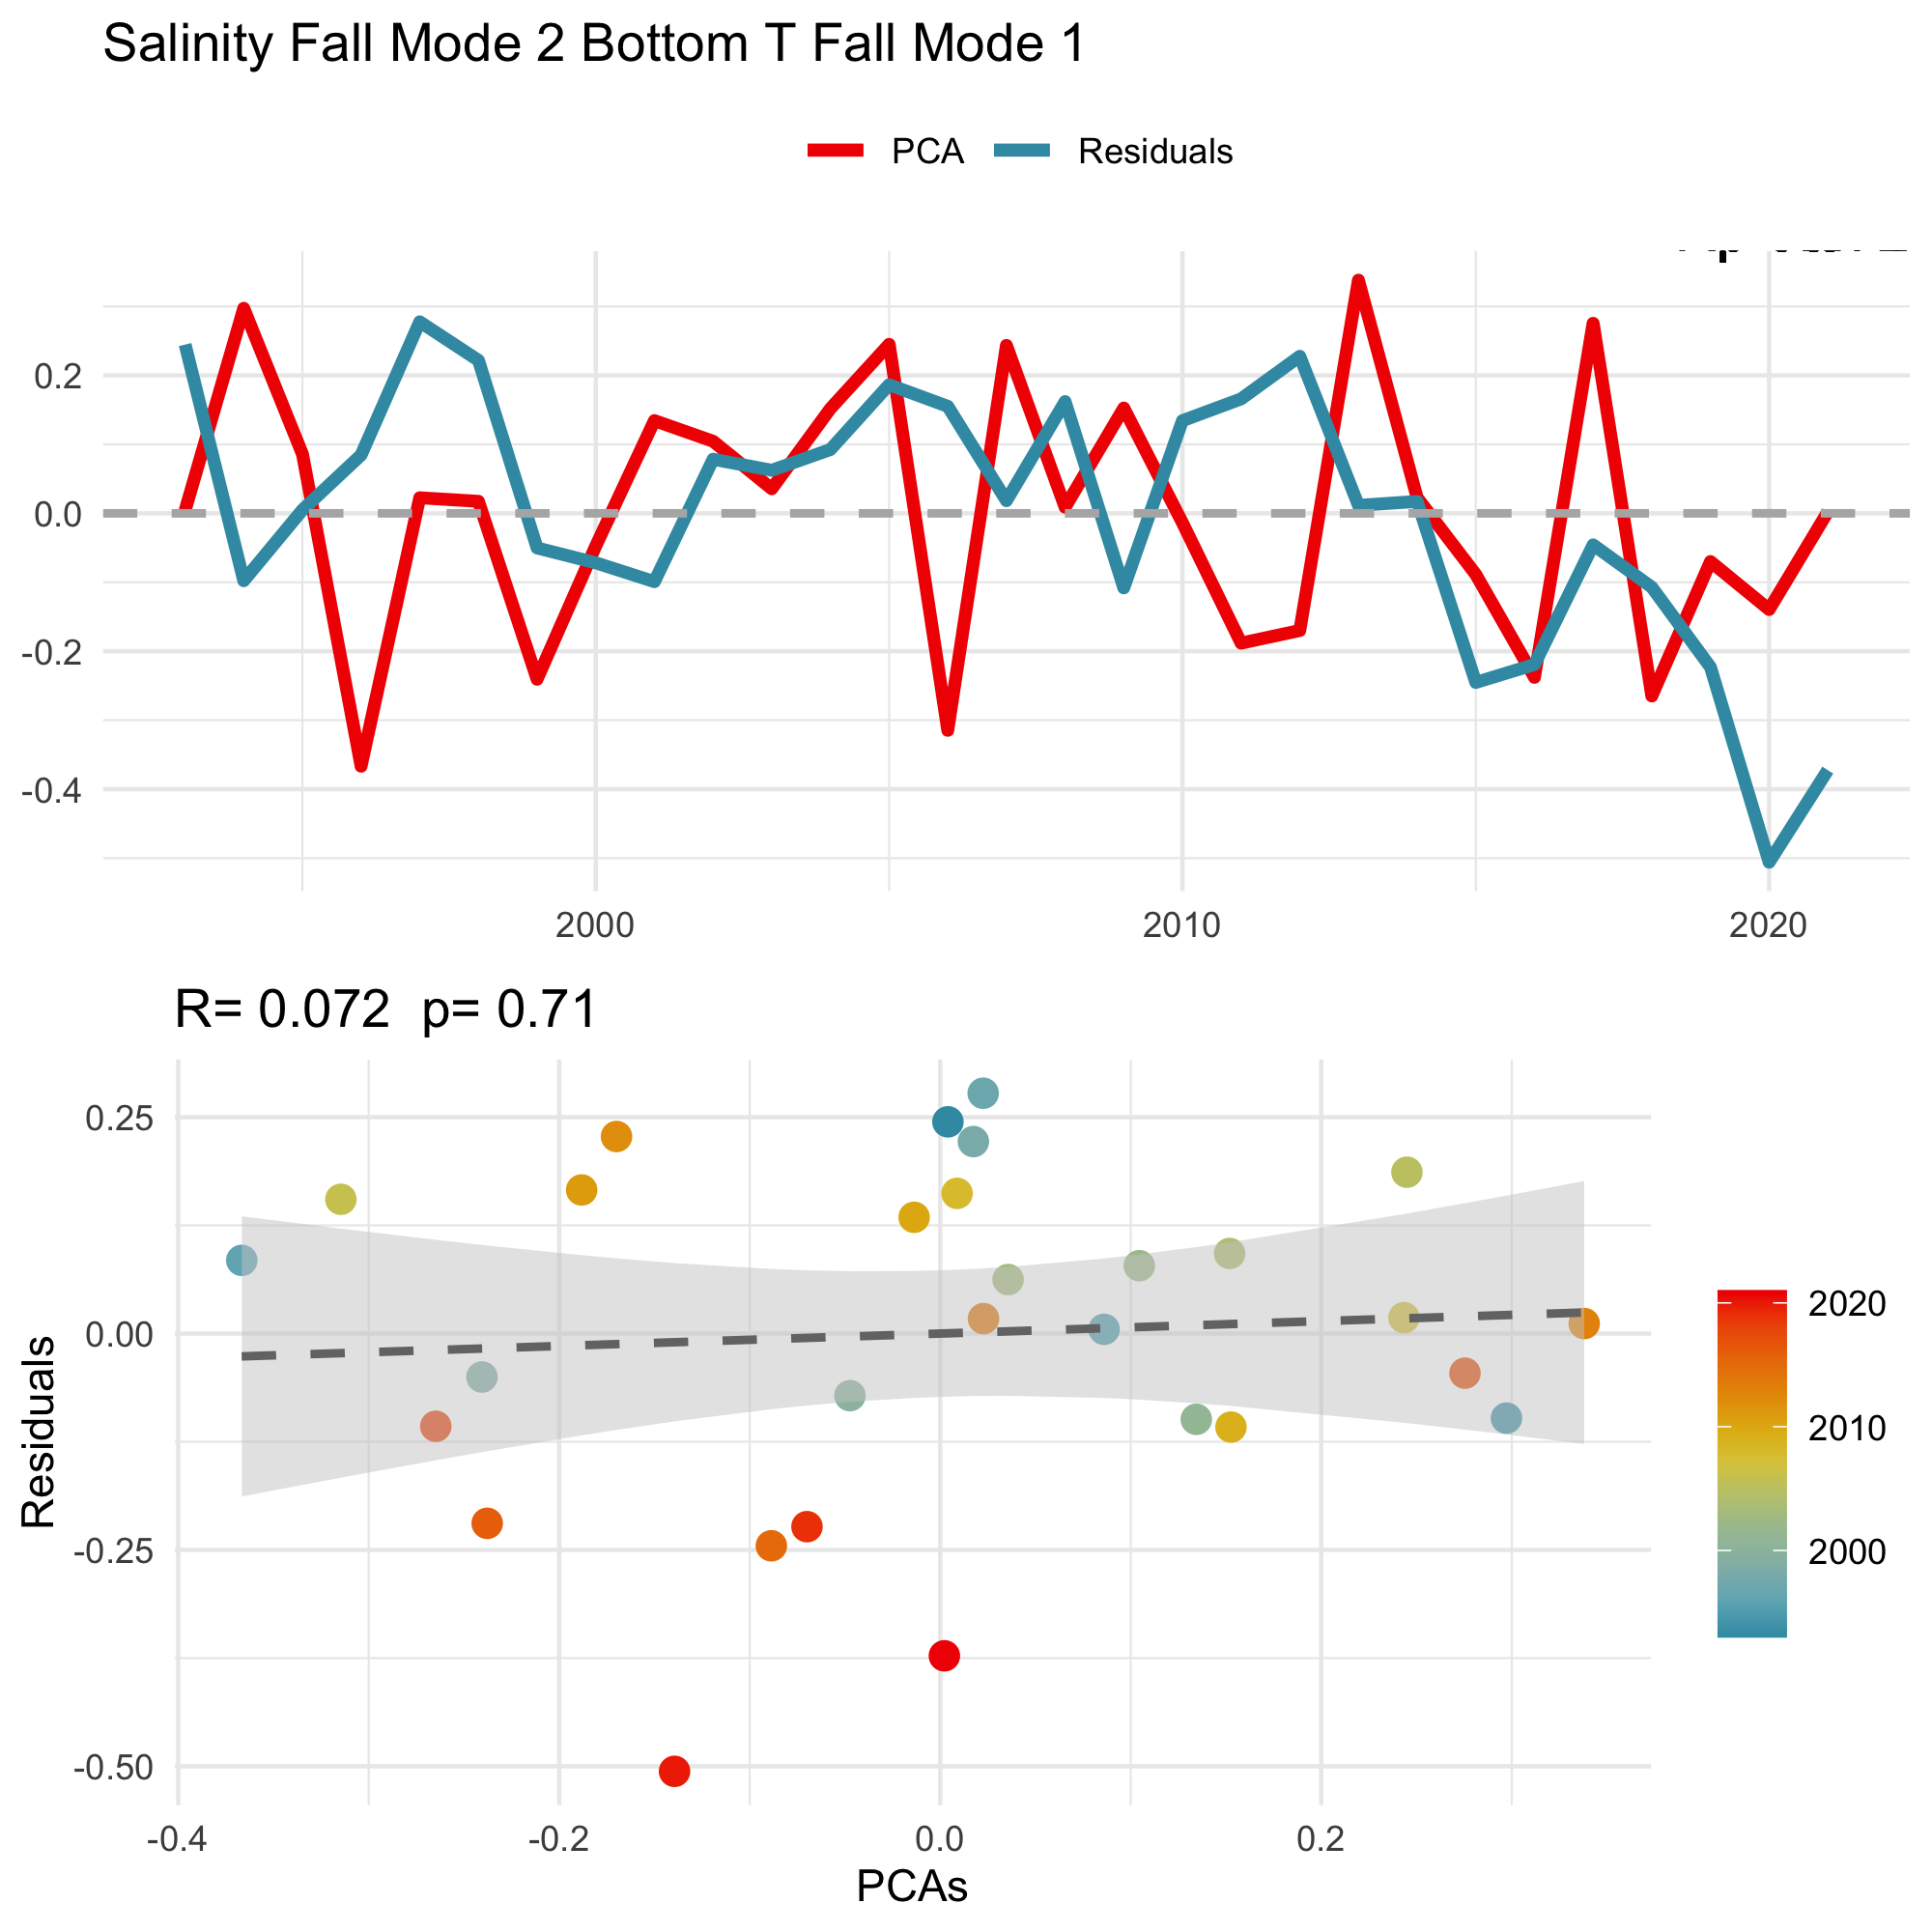 Salinity Fall Mode 2 Bottom T Fall Mode 1
PCA Residuals
0.2
0.0
-0.2
-0.4
2000 2010 2020
R= 0.072 p= 0.71
0.25
0.00
-0.25
-0.50
Residuals
-0.4 -0.2 0.0 0.2
PCAs
2020
2010
2000